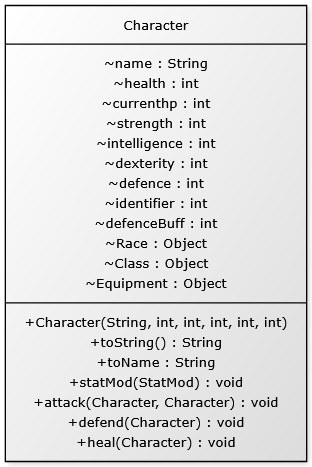 Character
~name : String
~health : int
~currenthp : int
~strength : int
~intelligence : int
~dexterity : int
~defence : int
~identifier : int
~defenceBuff : int
~Race : Object
~Class : Object
~Equipment : Object
+Character(String, int, int, int, int, int)
+toString() : String
+toName : String
+statMod(StatMod) : void
+attack(Character, Character) : void
+defend(Character) : void
+heal(Character) : void